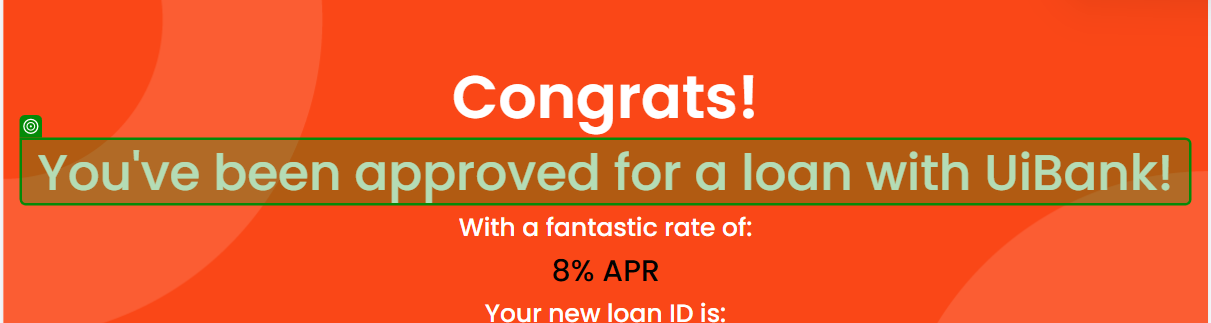 Congrats!
You've been approved for a loan with UiBank!
With a fantastic rate of:
8% APR
Your new loan ID is: